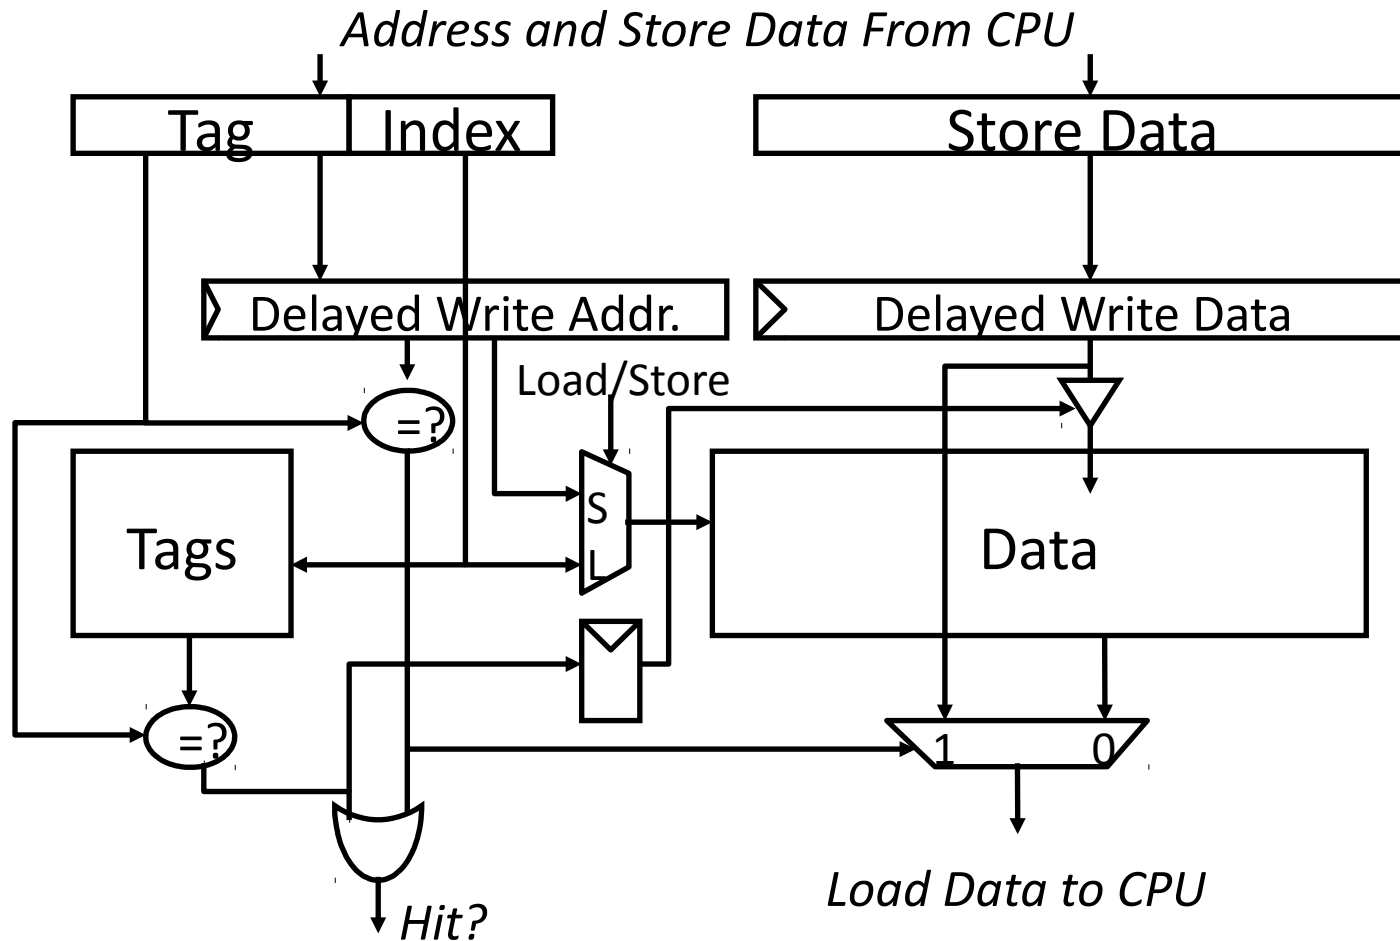 Address and Store Data From CPU
Tag
Index
Store Data
Delayed Write Addr.
Delayed Write Data
Load/Store
=?
S
Tags
Data
L
=?
1
0
Load Data to CPU
Hit?